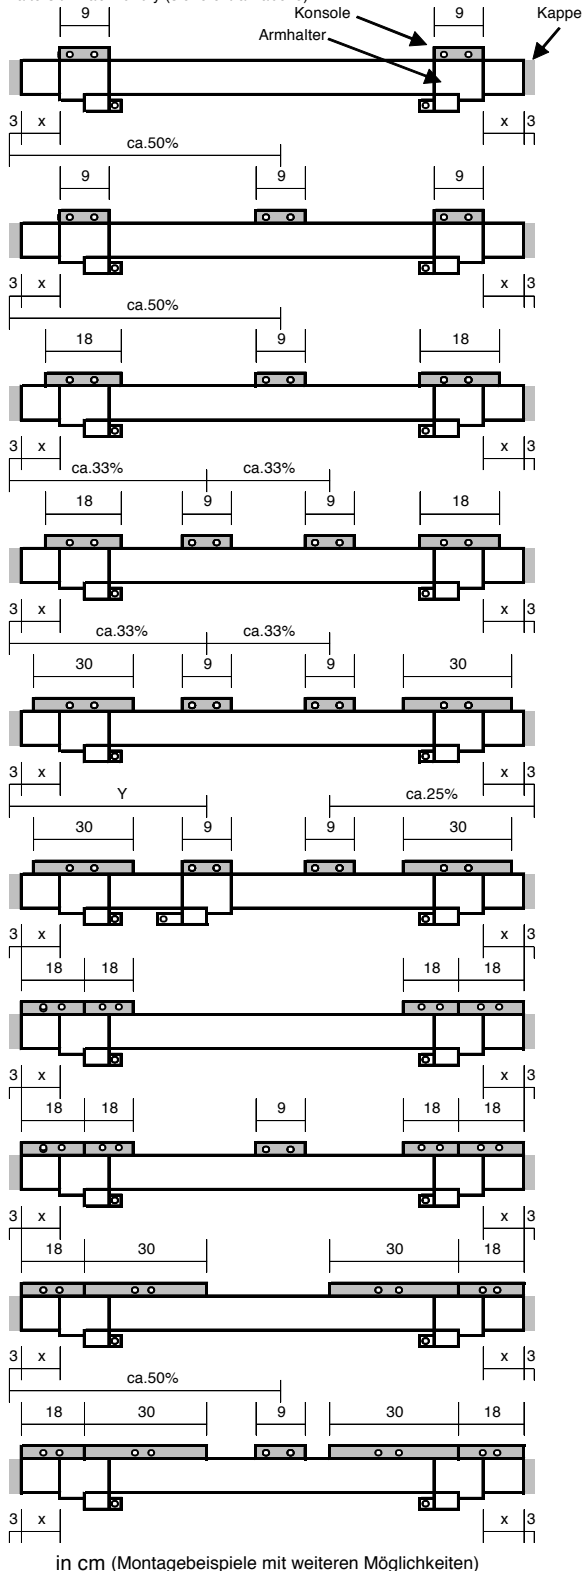 Konsole
Kappe
9 9
Armhalter
3 x x 3
ca.50%
9 9 9
3 x x 3
ca.50%
18 9 18
3 x x 3
ca.33% ca.33%
18 9 9 18
3 x x 3
ca.33% ca.33%
30 9 9 30
3 x x 3
Y ca.25%
30 9 9 30
3 x x 3
18 18 18 18
3 x x 3
18 18 9 18 18
3 x x 3
18 30 30 18
3 x x 3
ca.50%
18 30 9 30 18
3 x x 3
in cm (Montagebeispiele mit weiteren Möglichkeiten)